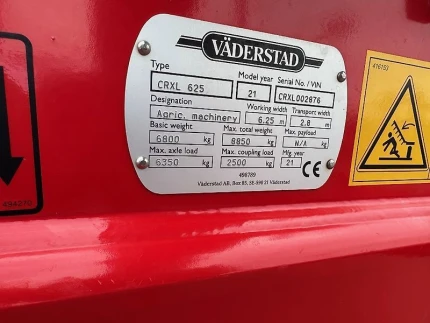 VÄDERSTAD
Type Model year Serial No. / VIN
CRXL 625 21 CRXL002876
Designation Working width Transport width
Agric. machinery 6.25 m 2.8 m
Basic weight Max. total weight Max. payload
6800 kg 8850 kg N/A kg
Max. axle load Max. coupling load Mfg year
6350 kg 2500 kg 21 CE
498789
Väderstad AB, Box 85, SE-590 21 Väderstad
416153